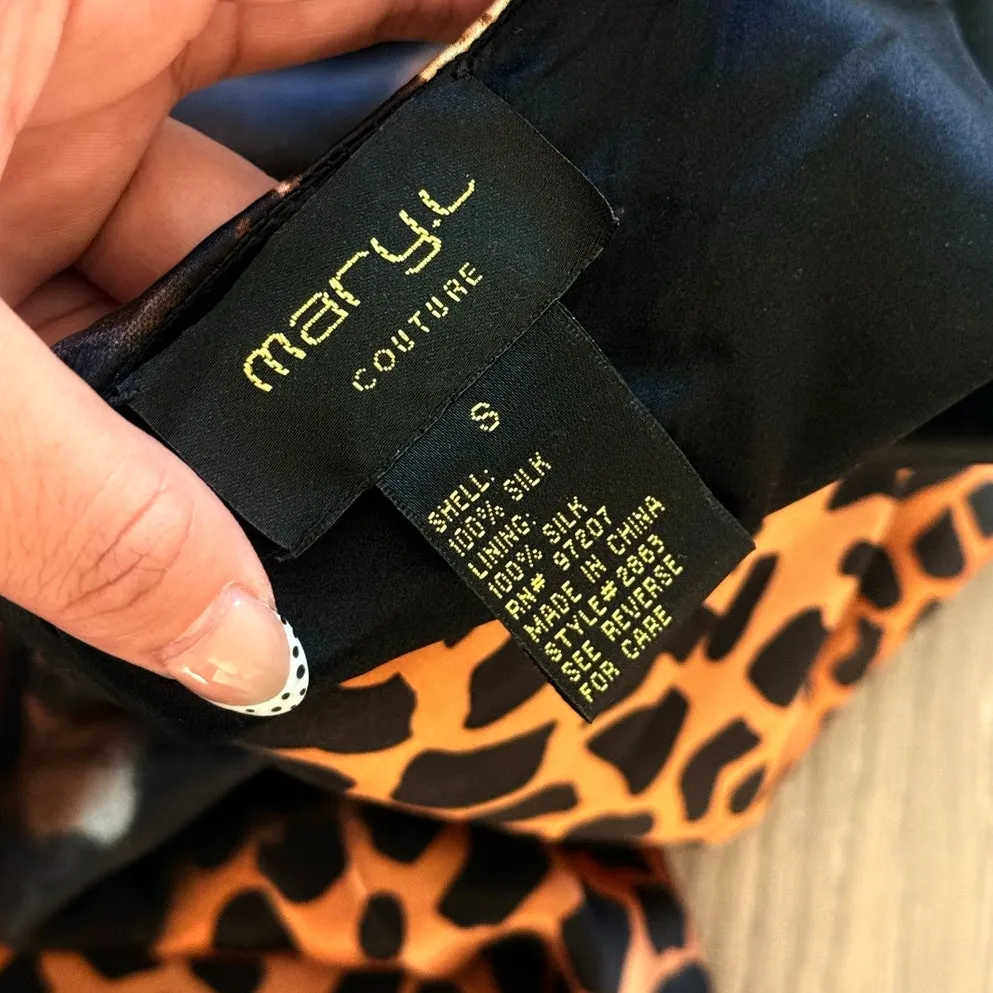 mary.L
COUTURE
S
SHELL:
100% SILK
LINING:
100% SILK
RN# 97207
MADE IN CHINA
STYLE#2863
SEE REVERSE
FOR CARE